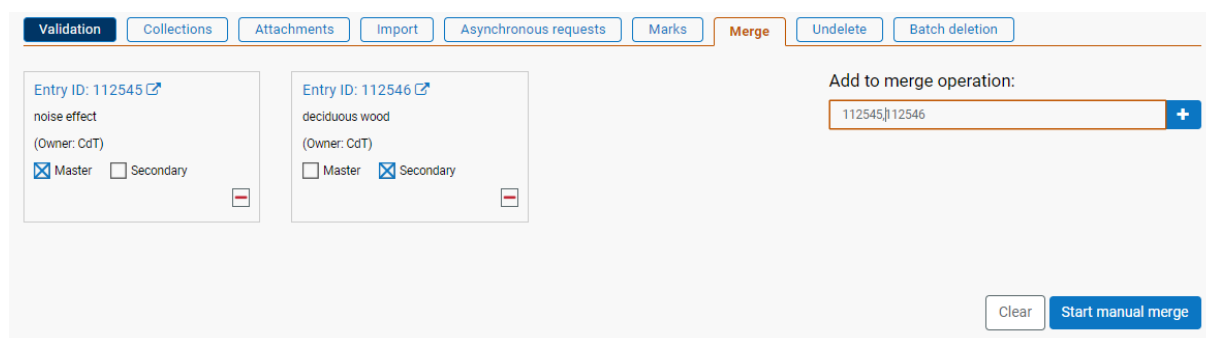 Validation Collections Attachments Import Asynchronous requests Marks Merge Undelete Batch deletion
Entry ID: 112545
noise effect
(Owner: CdT)
Master Secondary
Entry ID: 112546
deciduous wood
(Owner: CdT)
Master Secondary
Add to merge operation:
112545,112546
Clear Start manual merge